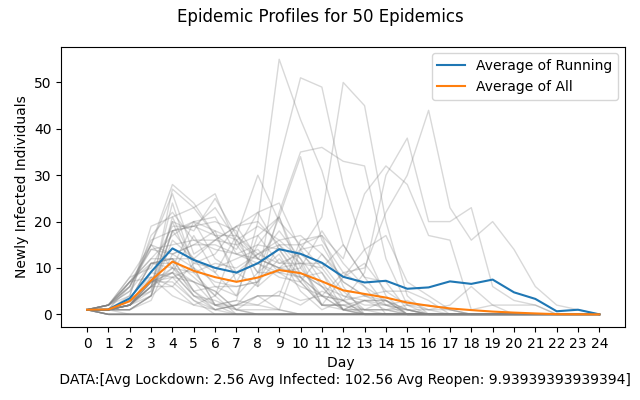 Epidemic Profiles for 50 Epidemics
Newly Infected Individuals
50
40
30
20
10
0
Average of Running
Average of All
0 1 2 3 4 5 6 7 8 9 10 11 12 13 14 15 16 17 18 19 20 21 22 23 24
Day
DATA:[Avg Lockdown: 2.56 Avg Infected: 102.56 Avg Reopen: 9.93939393939394]